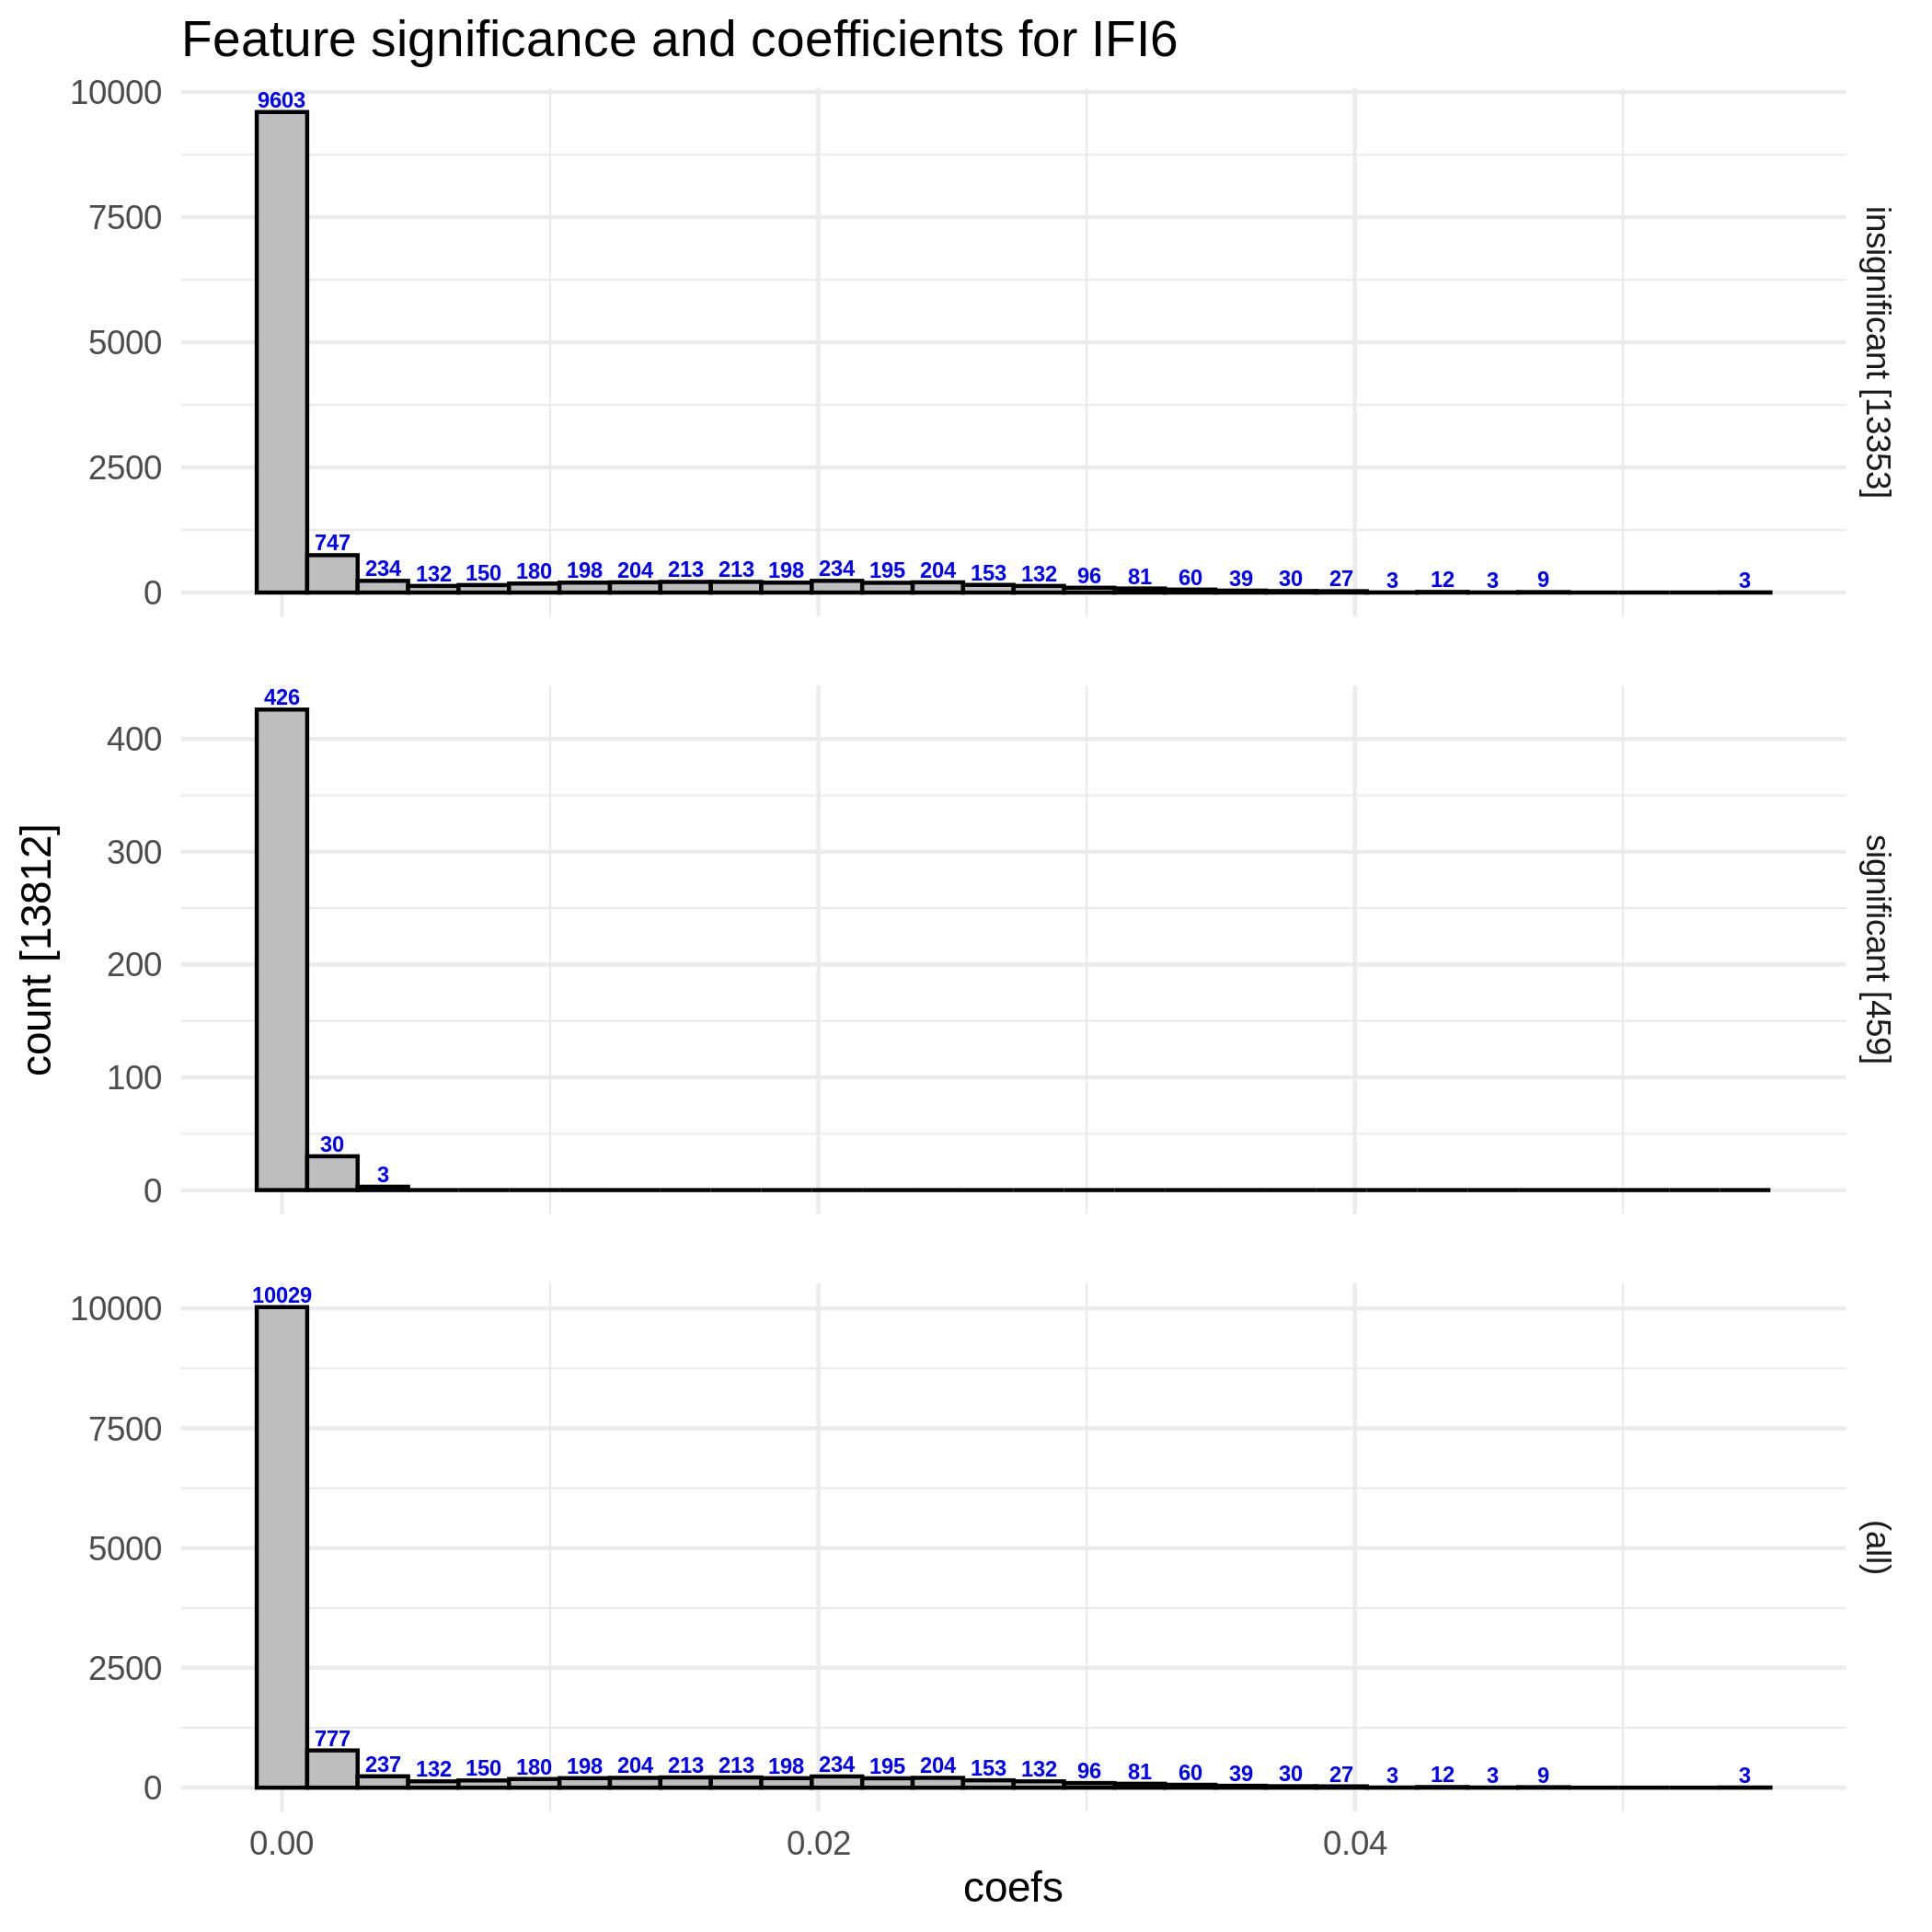 Feature significance and coefficients for IFI6
10000
7500
5000
2500
0
9603
747 234 132 150 180 198 204 213 213 198 234 195 204 153 132 96 81 60 39 30 27 3 12 3 9 3
insignificant [13353]
count [13812]
400
300
200
100
0
426
30
3
significant [459]
10000
7500
5000
2500
0
10029
777 237 132 150 180 198 204 213 213 198 234 195 204 153 132 96 81 60 39 30 27 3 12 3 9 3
(all)
0.00 0.02 0.04
coefs